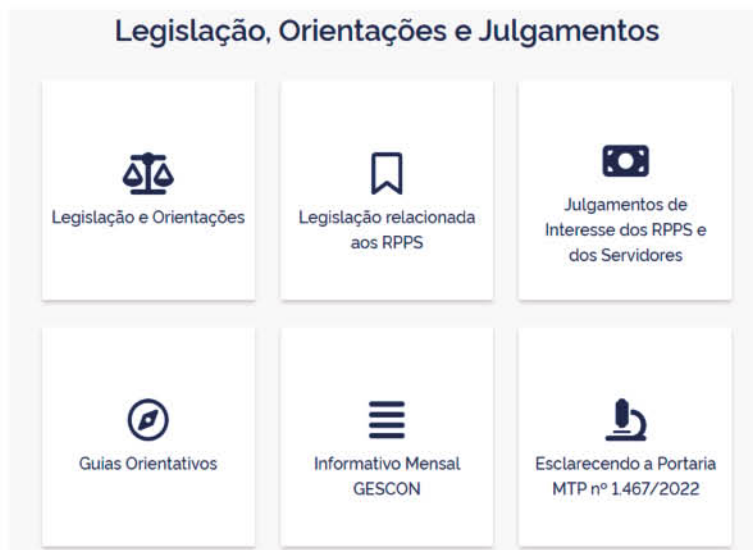 Legislação, Orientações e Julgamentos
Legislação e Orientações
Legislação relacionada
aos RPPS
Julgamentos de
Interesse dos RPPS e
dos Servidores
Guias Orientativos
Informativo Mensal
GESCON
Esclarecendo a Portaria
MTP nº 1.467/2022